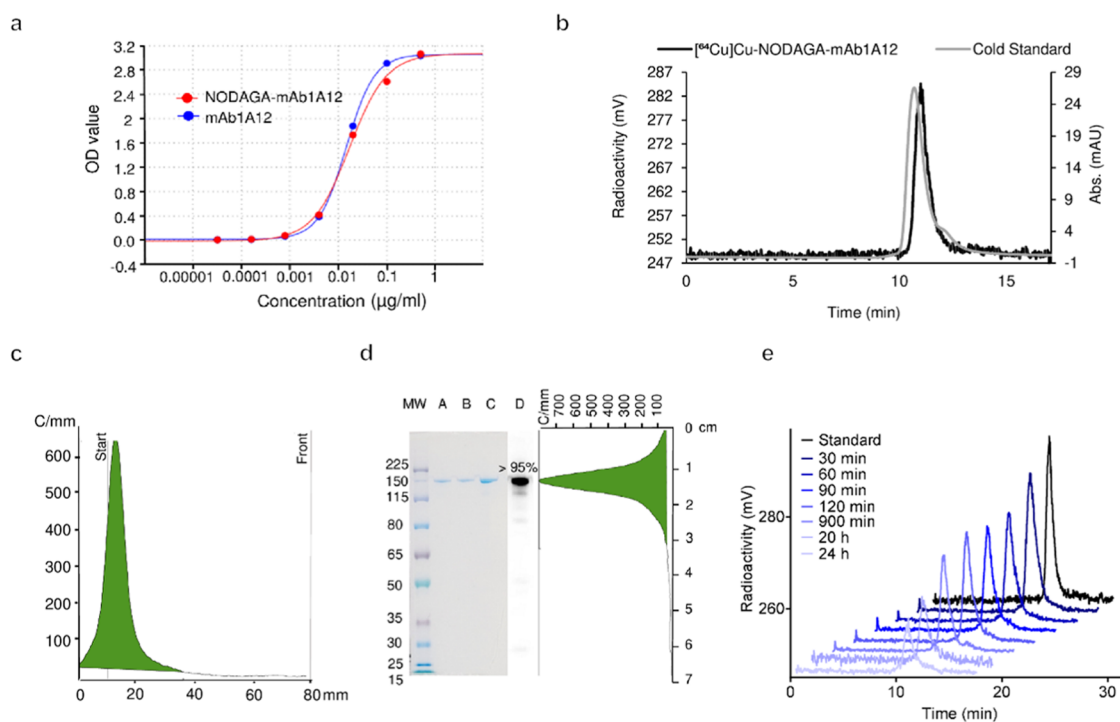 a
3.2
2.8
2.4
2
1.6
1.2
0.8
0.4
0.0
-0.4
OD value
NODAGA-mAb1A12
mAb1A12
0.00001 0.0001 0.001 0.01 0.1 1
Concentration (µg/ml)
b
[⁶⁴Cu]Cu-NODAGA-mAb1A12 Cold Standard
287
282
277
272
267
262
257
252
247
Radioactivity (mV)
29
24
19
14
9
4
-1
Abs. (mAU)
0 5 10 15
Time (min)
c
C/mm
600
500
400
300
200
100
Start
Front
0 20 40 60 80 mm
d
MW A B C D
225
150
115
80
65
50
35
30
25
15
> 95%
C/mm
700 600 500 400 300 200 100
0 cm
1
2
3
4
5
6
7
e
Standard
30 min
60 min
90 min
120 min
900 min
20 h
24 h
280
260
Radioactivity (mV)
0 10 20 30
Time (min)